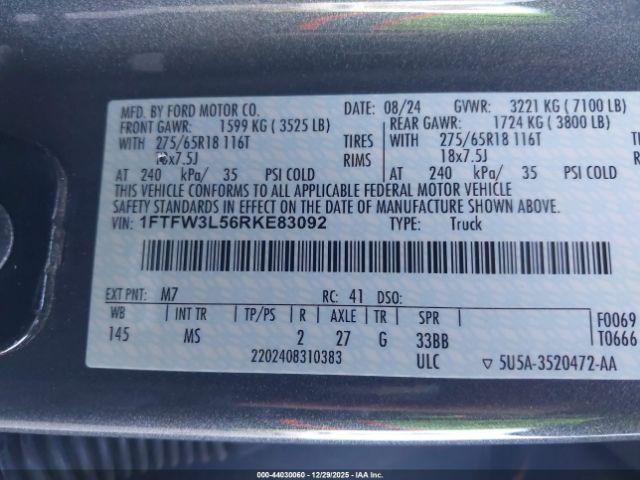 MFD. BY FORD MOTOR CO. DATE: 08/24 GVWR: 3221 KG ( 7100 LB)
FRONT GAWR: 1599 KG ( 3525 LB) REAR GAWR: 1724 KG ( 3800 LB)
WITH 275/65R18 116T TIRES WITH 275/65R18 116T
18x7.5J RIMS 18x7.5J
AT 240 kPa/ 35 PSI COLD AT 240 kPa/ 35 PSI COLD
THIS VEHICLE CONFORMS TO ALL APPLICABLE FEDERAL MOTOR VEHICLE
SAFETY STANDARDS IN EFFECT ON THE DATE OF MANUFACTURE SHOWN ABOVE.
VIN: 1FTFW3L56RKE83092 TYPE: Truck
EXT PNT: M7 RC: 41 DSO:
WB INT TR TP/PS R AXLE TR SPR F0069
145 MS 2 27 G 33BB T0666
2202408310383 ULC ▽ 5U5A-3520472-AA
220--44030060 - 12/29/2025 - IAAI.CA